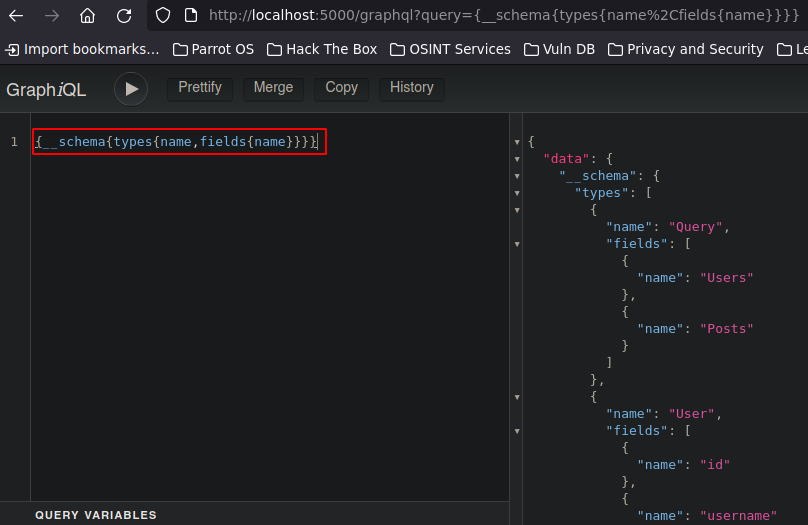 http://localhost:5000/graphql?query={__schema{types{name%2Cfields{name}}}}
Import bookmarks... Parrot OS Hack The Box OSINT Services Vuln DB Privacy and Security Le
GraphiQL Prettify Merge Copy History
1 {__schema{types{name,fields{name}}}}
{
"data": {
"__schema": {
"types": [
{
"name": "Query",
"fields": [
{
"name": "Users"
},
{
"name": "Posts"
}
]
},
{
"name": "User",
"fields": [
{
"name": "id"
},
{
"name": "username"
QUERY VARIABLES